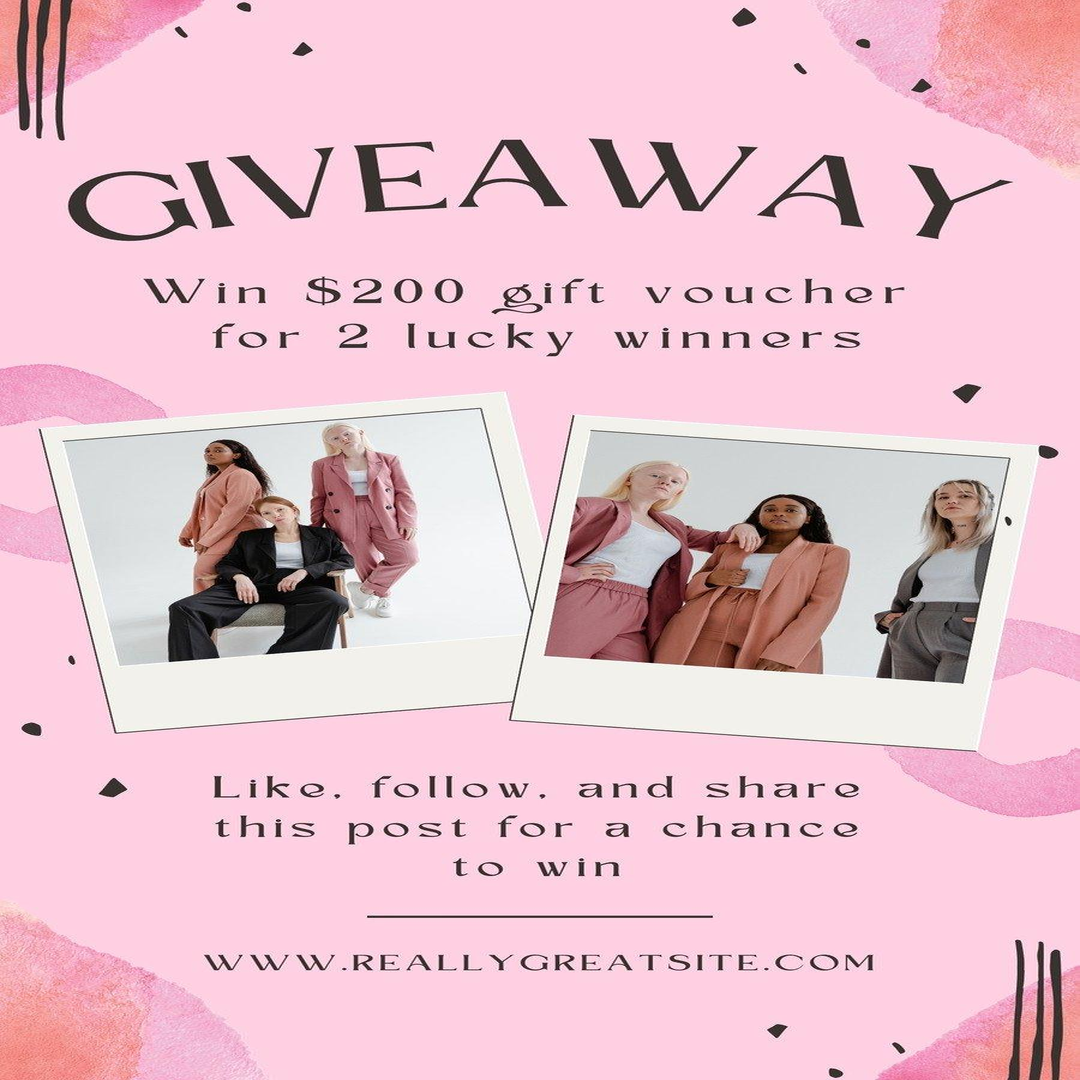 GIVEAWAY
Win $200 gift voucher
for 2 lucky winners
Like, follow, and share
this post for a chance
to win
WWW.REALLYGREATSITE.COM